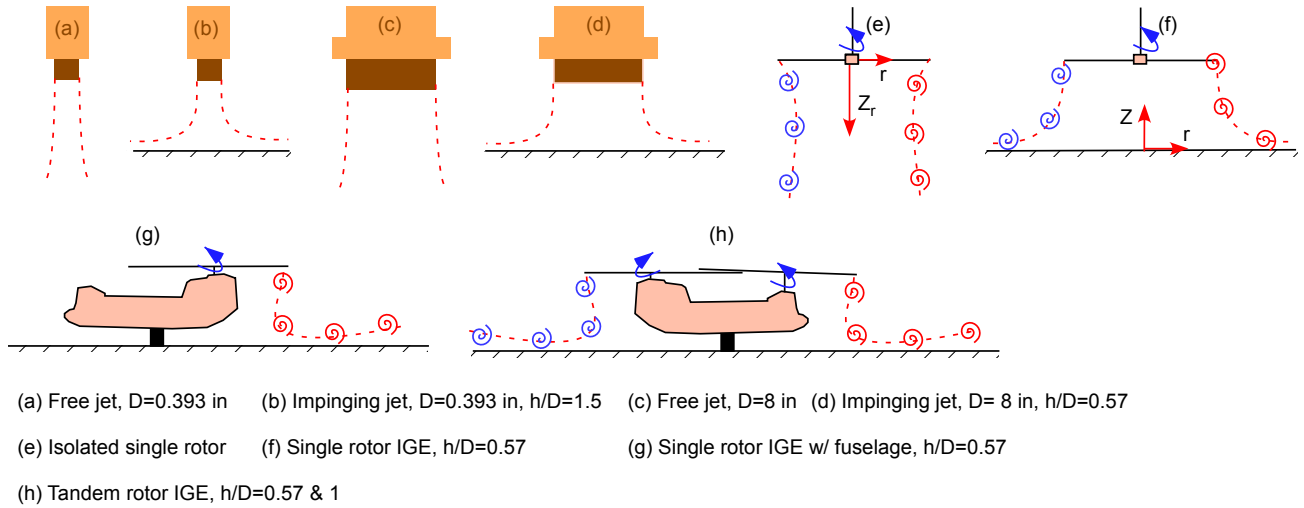 (a)
(b)
(c)
(d)
(e)
(f)
r
Z_r
Z
r
(g)
(h)
(a) Free jet, D=0.393 in (b) Impinging jet, D=0.393 in, h/D=1.5 (c) Free jet, D=8 in (d) Impinging jet, D= 8 in, h/D=0.57
(e) Isolated single rotor (f) Single rotor IGE, h/D=0.57 (g) Single rotor IGE w/ fuselage, h/D=0.57
(h) Tandem rotor IGE, h/D=0.57 & 1